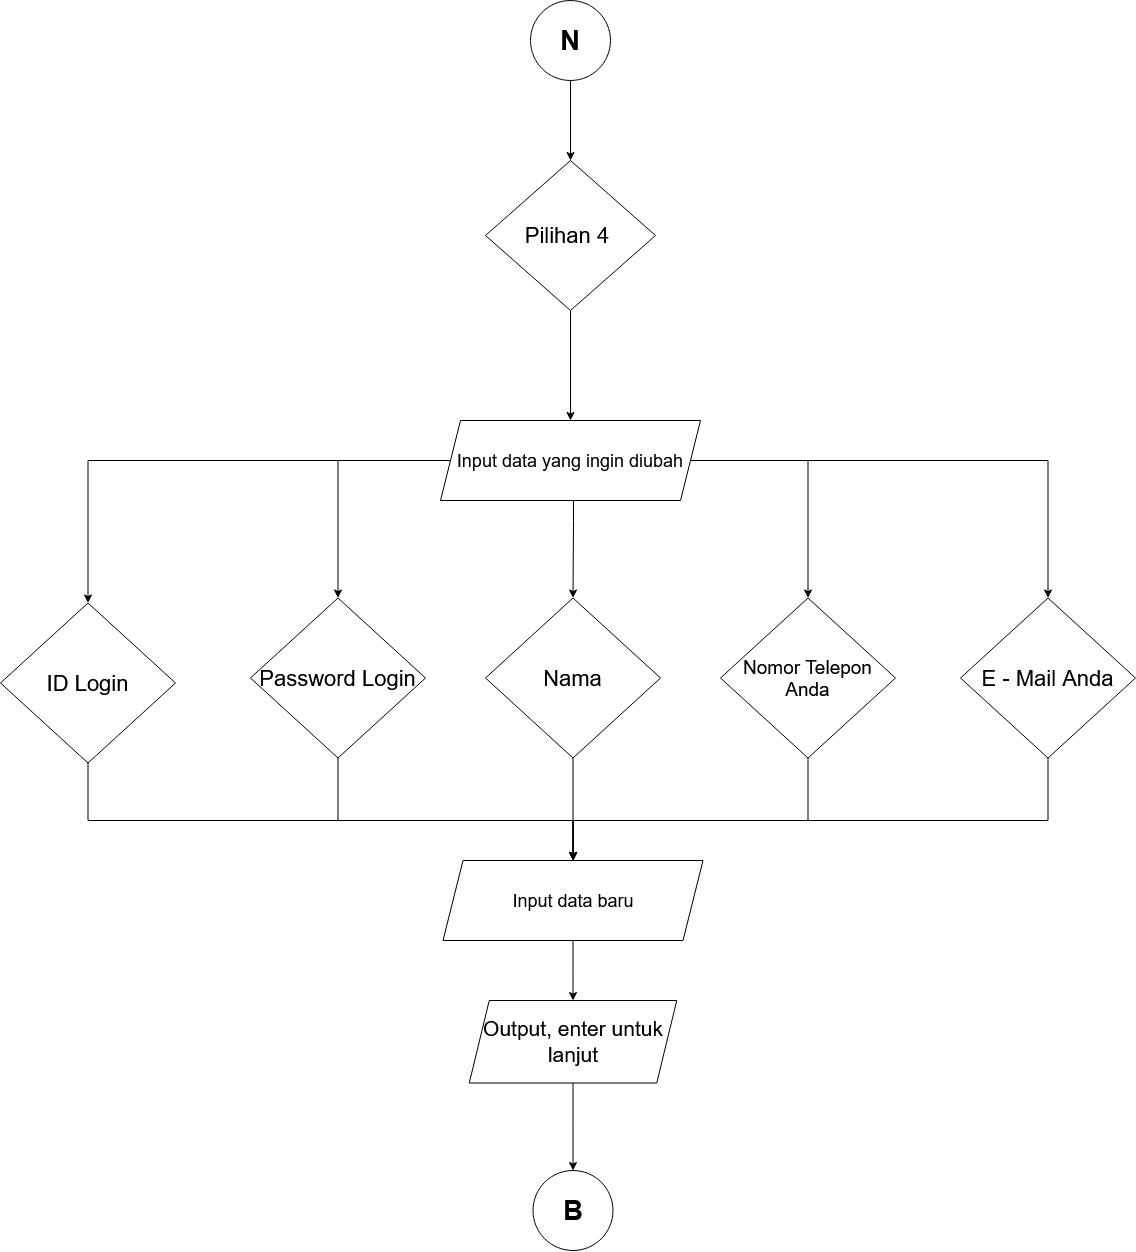 N
Pilihan 4
Input data yang ingin diubah
ID Login
Password Login
Nama
Nomor Telepon
Anda
E - Mail Anda
Input data baru
Output, enter untuk
lanjut
B